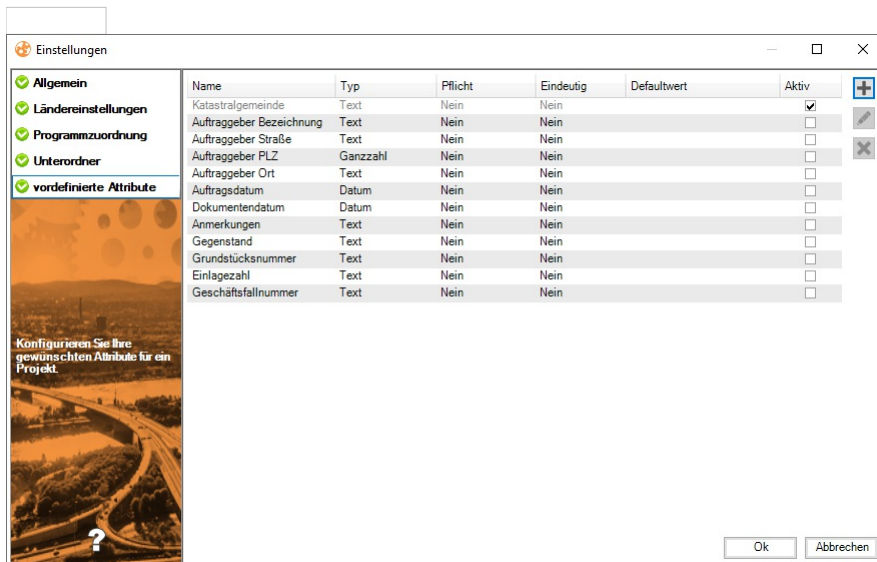 Einstellungen
Allgemein
Ländereinstellungen
Programmzuordnung
Unterordner
vordefinierte Attribute
Konfigurieren Sie Ihre
gewünschten Attribute für ein
Projekt.
?
Name Typ Pflicht Eindeutig Defaultwert Aktiv
Katastralgemeinde Text Nein Nein
Auftraggeber Bezeichnung Text Nein Nein
Auftraggeber Straße Text Nein Nein
Auftraggeber PLZ Ganzzahl Nein Nein
Auftraggeber Ort Text Nein Nein
Auftragsdatum Datum Nein Nein
Dokumentendatum Datum Nein Nein
Anmerkungen Text Nein Nein
Gegenstand Text Nein Nein
Grundstücksnummer Text Nein Nein
Einlagezahl Text Nein Nein
Geschäftsfallnummer Text Nein Nein
Ok Abbrechen